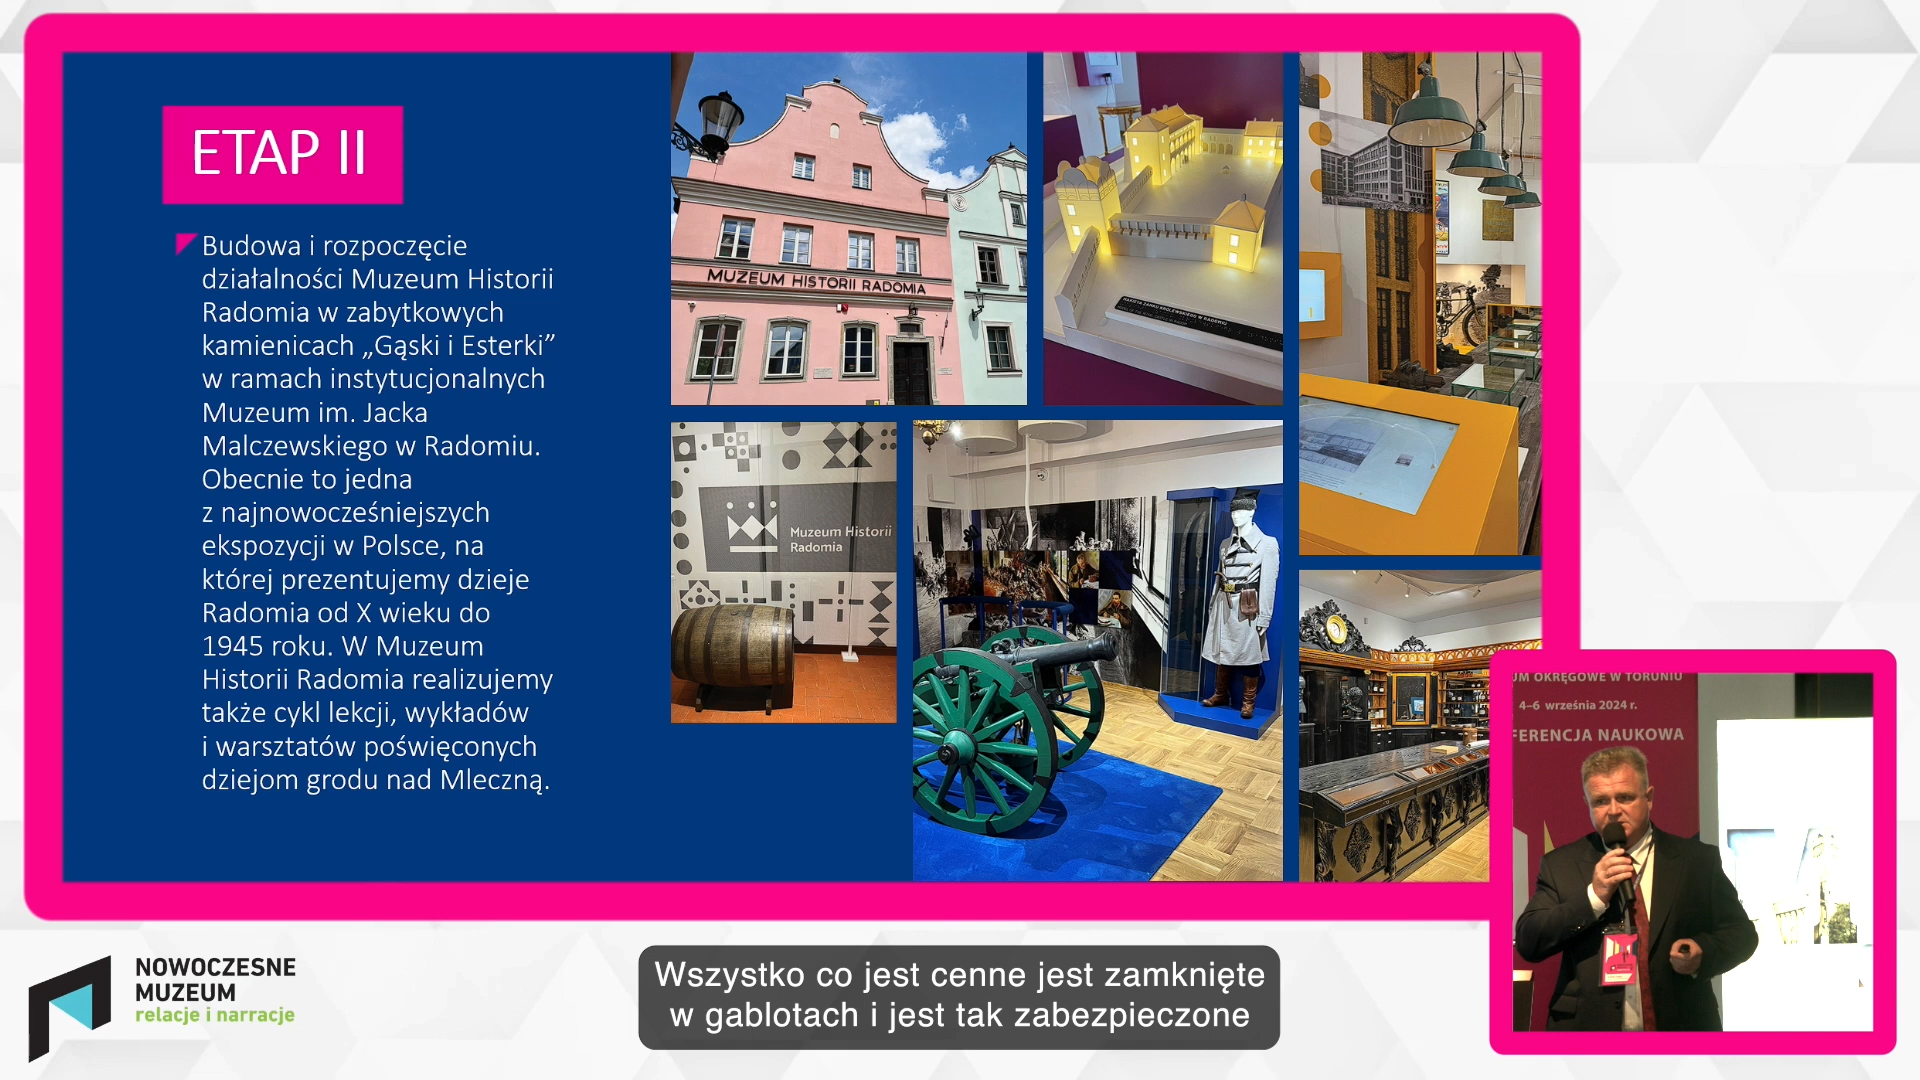 ETAP II
Budowa i rozpoczęcie
działalności Muzeum Historii
Radomia w zabytkowych
kamienicach „Gąski i Esterki”
w ramach instytucjonalnych
Muzeum im. Jacka
Malczewskiego w Radomiu.
Obecnie to jedna
z najnowocześniejszych
ekspozycji w Polsce, na
której prezentujemy dzieje
Radomia od X wieku do
1945 roku. W Muzeum
Historii Radomia realizujemy
także cykl lekcji, wykładów
i warsztatów poświęconych
dziejom grodu nad Mleczną.
MUZEUM HISTORII RADOMIA
MAKIETA ZAMKU KRÓLEWSKIEGO W RADOMIU
Muzeum Historii
Radomia
UM OKRĘGOWE W TORUNIU
4–6 września 2024 r.
FERENCJA NAUKOWA
NOWOCZESNE
MUZEUM
relacje i narracje
Wszystko co jest cenne jest zamknięte
w gablotach i jest tak zabezpieczone